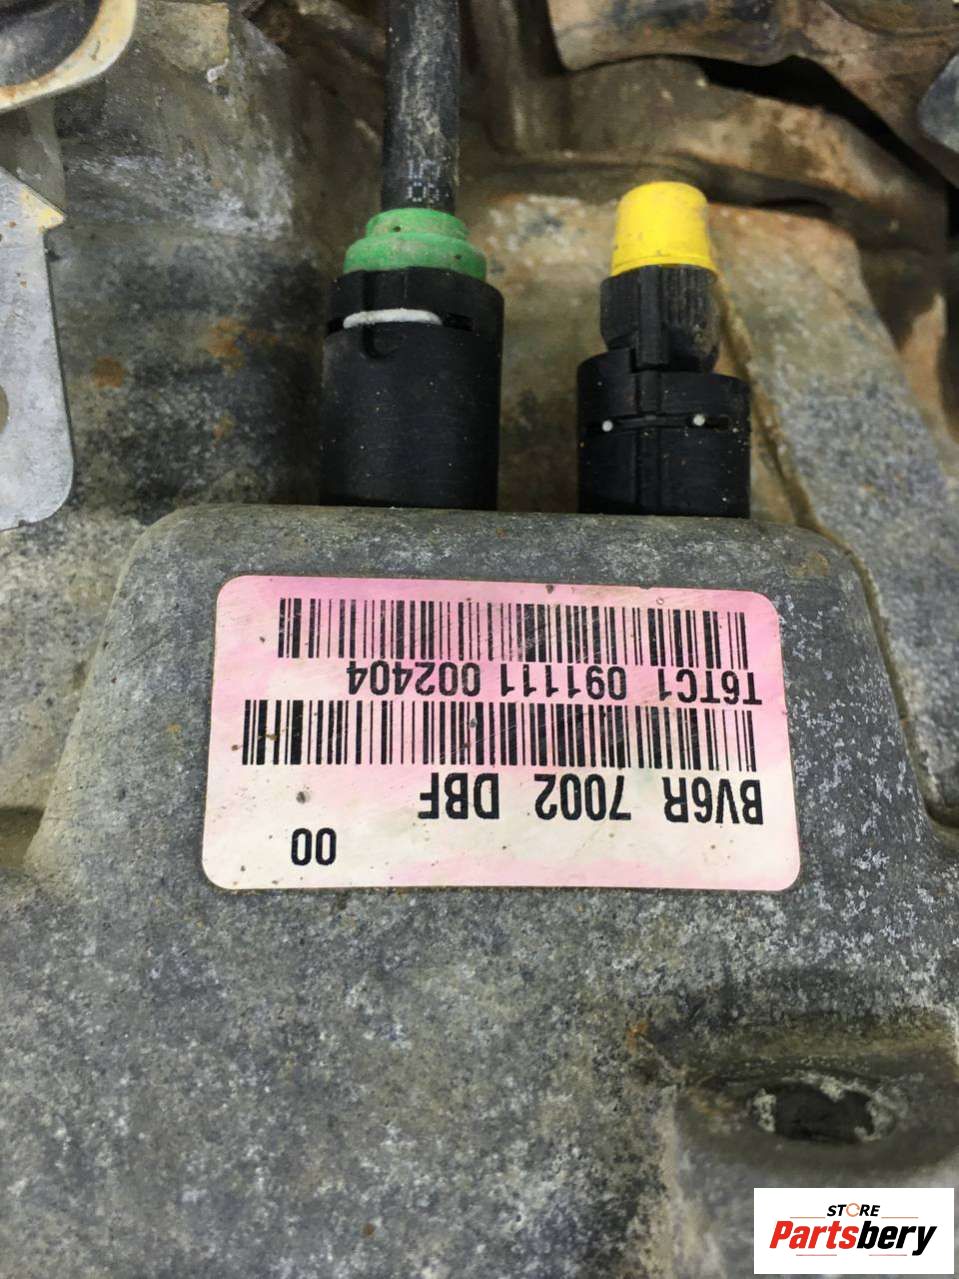 00
BV6R 7002 DBF
T6TC1 091111 002404
STORE
Partsbery